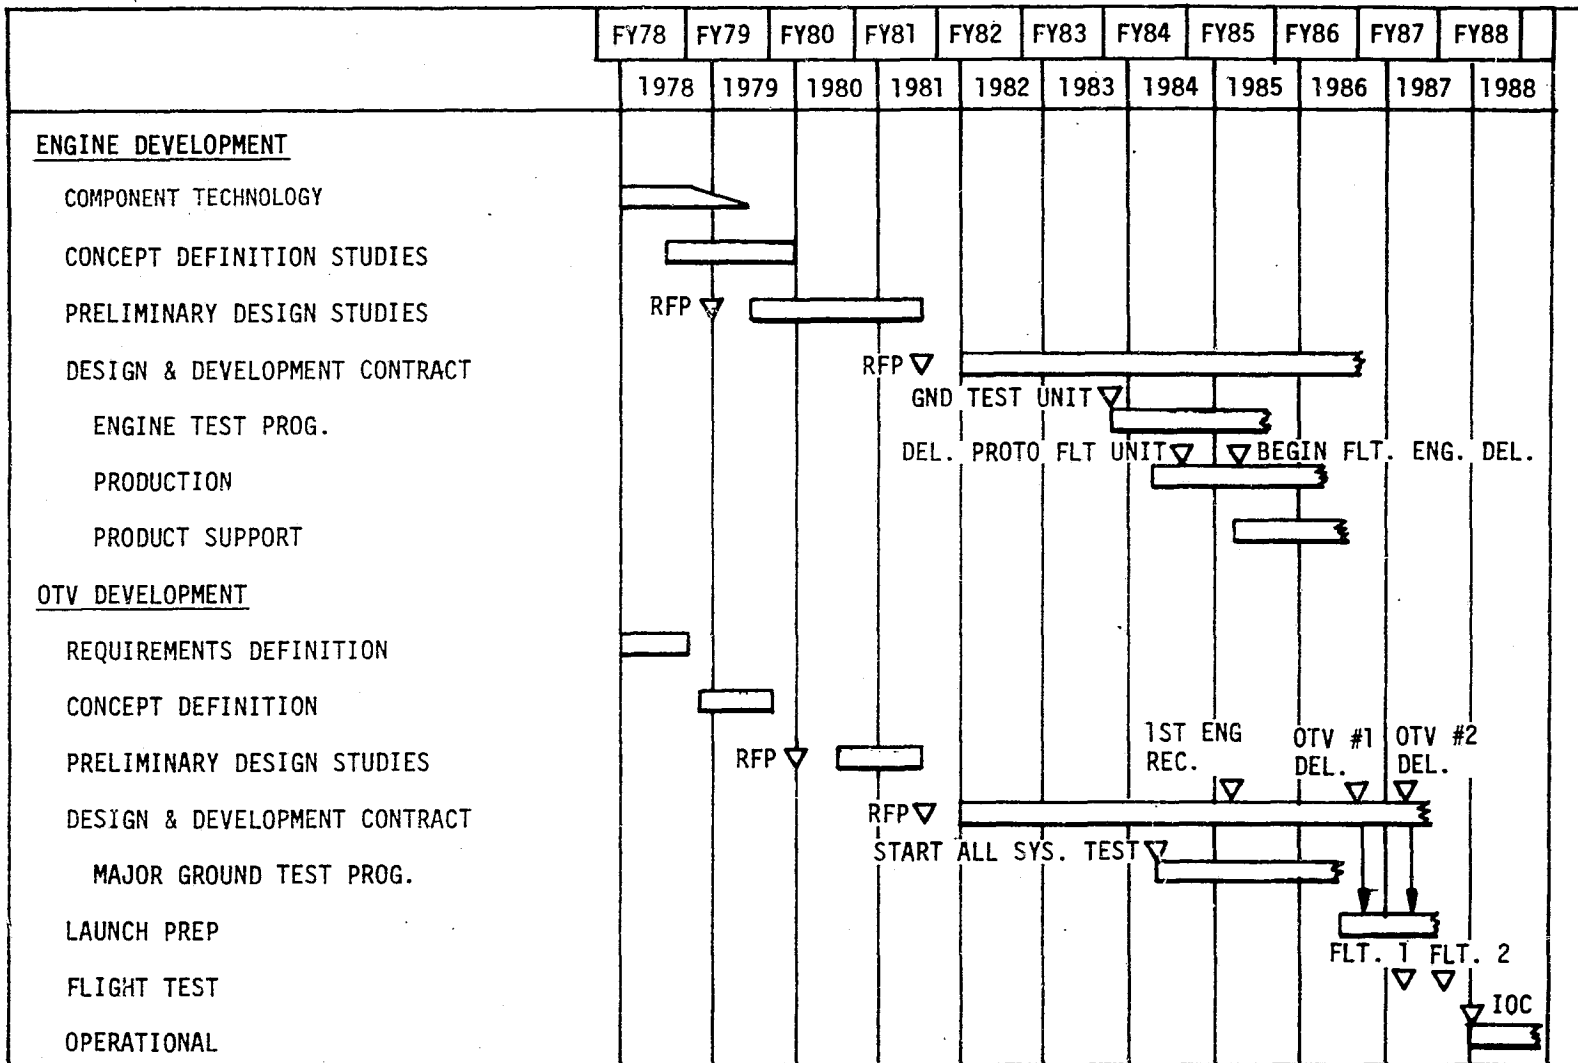 FY78 FY79 FY80 FY81 FY82 FY83 FY84 FY85 FY86 FY87 FY88
1978 1979 1980 1981 1982 1983 1984 1985 1986 1987 1988
ENGINE DEVELOPMENT
COMPONENT TECHNOLOGY
CONCEPT DEFINITION STUDIES
PRELIMINARY DESIGN STUDIES RFP
DESIGN & DEVELOPMENT CONTRACT RFP
GND TEST UNIT
ENGINE TEST PROG.
DEL. PROTO FLT UNIT BEGIN FLT. ENG. DEL.
PRODUCTION
PRODUCT SUPPORT
OTV DEVELOPMENT
REQUIREMENTS DEFINITION
CONCEPT DEFINITION
1ST ENG OTV #1 OTV #2
PRELIMINARY DESIGN STUDIES RFP REC. DEL. DEL.
DESIGN & DEVELOPMENT CONTRACT RFP
START ALL SYS. TEST
MAJOR GROUND TEST PROG.
LAUNCH PREP
FLT. 1 FLT. 2
FLIGHT TEST
IOC
OPERATIONAL